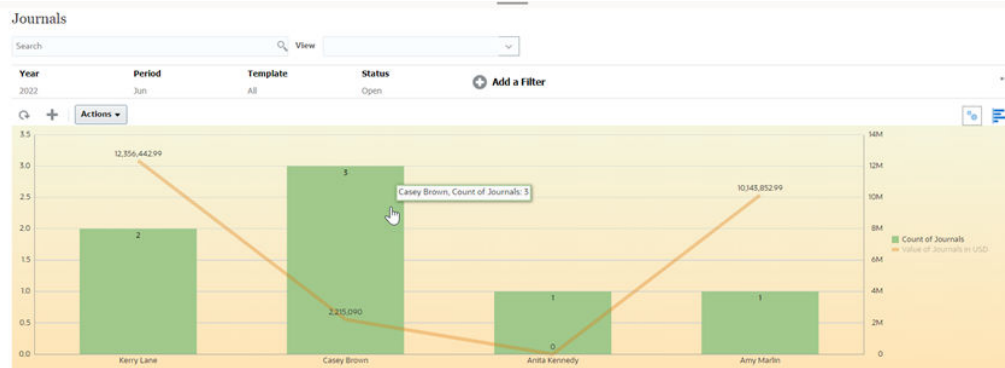 Journals
Search View
Year Period Template Status
Add a Filter
2022 Jun All Open
Actions
3.5 14M
12,356,442.99
3.0 3 12M
Casey Brown, Count of Journals: 3
10,143,852.99
2.5 10M
2.0 2 8M
Count of Journals
Value of Journals in USD
1.5 6M
1.0 1 1 4M
2,215,090
0.5 2M
0
0.0 0
Kerry Lane Casey Brown Anita Kennedy Amy Marlin